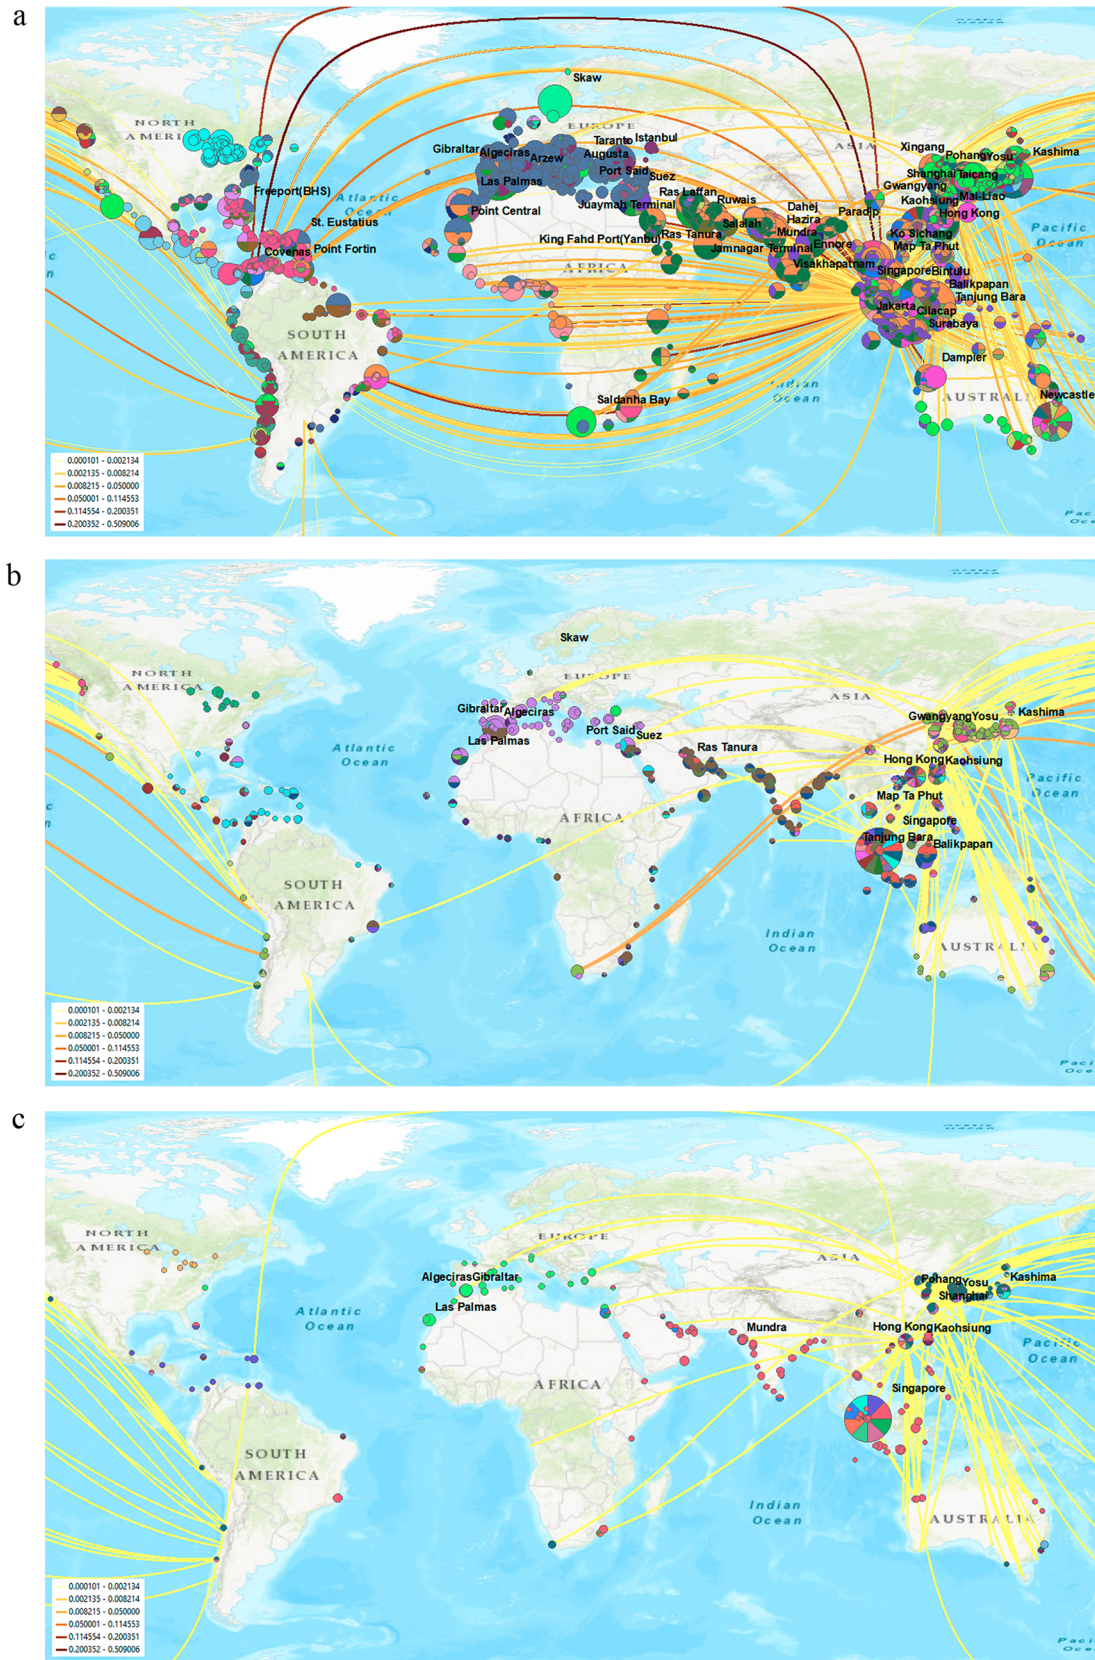 a
Skaw
NORTH
AMERICA
EUROPE
ASIA
Taranto
Istanbul
Gibraltar
Algeciras
Arzew
Augusta
Port Said
Suez
Las Palmas
Xingang
Pohang
Yosu
Kashima
Shanghai
Taicang
Gwangyang
Mai-Liao
Kaohsiung
Hong Kong
Freeport(BHS)
Atlantic
Ocean
St. Eustatius
Point Central
Juaymah Terminal
Ras Laffan
Ruwais
Dahej
Hazira
Paradip
Salalah
Mundra
Ras Tanura
Ennore
Ko Sichang
Pacific
Ocean
Covenas
Point Fortin
King Fahd Port(Yanbu)
Jamnagar Terminal
Map Ta Phut
Visakhapatnam
Singapore
Bintulu
AFRICA
Balikpapan
Tanjung Bara
Jakarta
Cilacap
Surabaya
SOUTH
AMERICA
Dampier
Indian
Ocean
Saldanha Bay
AUSTRALIA
Newcastle
0.000101 - 0.002134
0.002135 - 0.008214
0.008215 - 0.050000
0.050001 - 0.114553
0.114554 - 0.200351
0.200352 - 0.509006
b
Skaw
NORTH
AMERICA
EUROPE
ASIA
Gibraltar
Algeciras
Las Palmas
Port Said
Suez
Ras Tanura
Gwangyang
Yosu
Kashima
Atlantic
Ocean
Hong Kong
Kaohsiung
Pacific
Ocean
Map Ta Phut
AFRICA
Singapore
Tanjung Bara
Balikpapan
SOUTH
AMERICA
Indian
Ocean
AUSTRALIA
0.000101 - 0.002134
0.002135 - 0.008214
0.008215 - 0.050000
0.050001 - 0.114553
0.114554 - 0.200351
0.200352 - 0.509006
c
NORTH
AMERICA
EUROPE
ASIA
Algeciras
Gibraltar
Las Palmas
Pohang
Yosu
Kashima
Shanghai
Atlantic
Ocean
Mundra
Hong Kong
Kaohsiung
Pacific
Ocean
AFRICA
Singapore
SOUTH
AMERICA
Indian
Ocean
AUSTRALIA
0.000101 - 0.002134
0.002135 - 0.008214
0.008215 - 0.050000
0.050001 - 0.114553
0.114554 - 0.200351
0.200352 - 0.509006